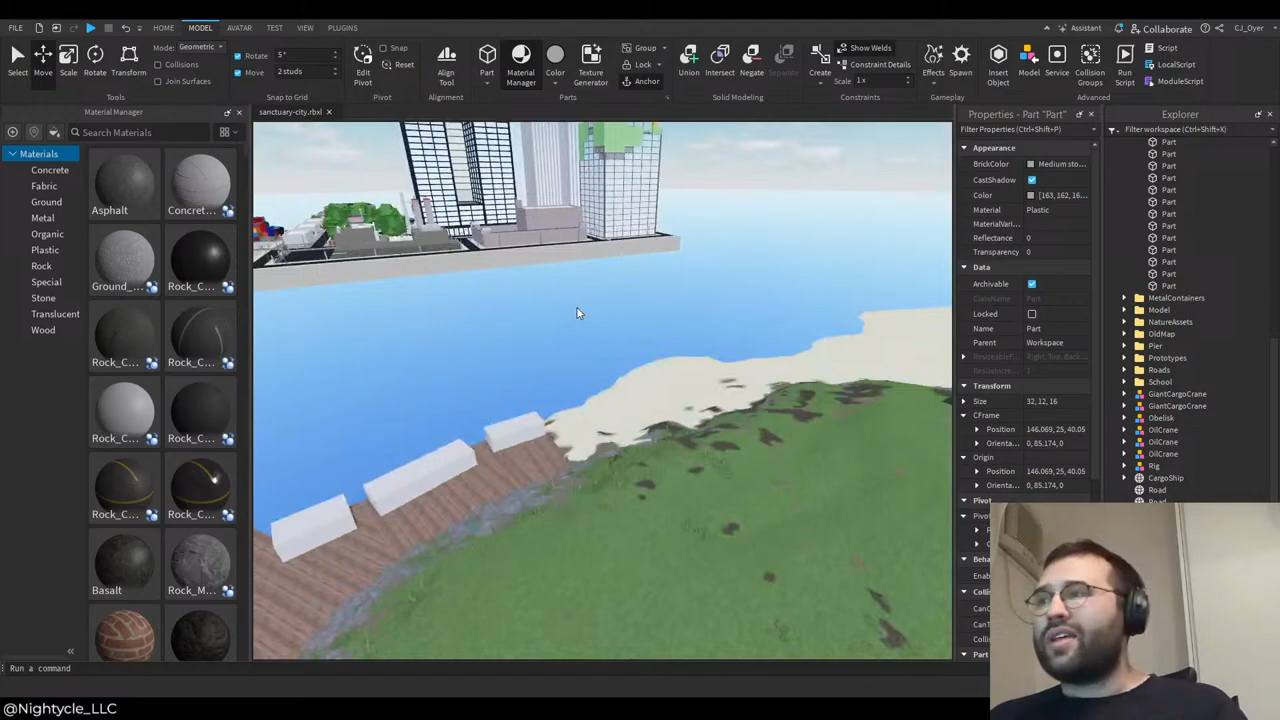 FILE HOME MODEL AVATAR TEST VIEW PLUGINS Assistant Collaborate CJ_Oyer
Select Move Scale Rotate Transform
Mode: Geometric
Collisions
Join Surfaces
Tools
Rotate 5°
Move 2 studs
Snap to Grid
Edit Pivot
Snap
Reset
Pivot
Align Tool
Alignment
Part Material Manager Color Texture Generator
Group
Lock
Anchor
Parts
Union Intersect Negate Separate
Solid Modeling
Create
Show Welds
Constraint Details
Scale 1x
Constraints
Effects Spawn
Gameplay
Insert Object Model Service Collision Groups Run Script
Script
LocalScript
ModuleScript
Advanced
Material Manager
Search Materials
Materials
Concrete
Fabric
Ground
Metal
Organic
Plastic
Rock
Special
Stone
Translucent
Wood
Asphalt Concret...
Ground_... Rock_C...
Rock_C... Rock_C...
Rock_C... Rock_C...
Rock_C... Rock_C...
Basalt Rock_M...
sanctuary-city.rbxl
Properties - Part "Part"
Filter Properties (Ctrl+Shift+P)
Appearance
BrickColor Medium sto...
CastShadow
Color [163, 162, 16...
Material Plastic
MaterialVari...
Reflectance 0
Transparency 0
Data
Archivable
ClassName Part
Locked
Name Part
Parent Workspace
Transform
Size 32, 12, 16
CFrame
Position 146.069, 25, 40.05
Orienta... 0, 85.174, 0
Origin
Position 146.069, 25, 40.05
Orienta... 0, 85.174, 0
Pivot
Explorer
Filter workspace (Ctrl+Shift+X)
Part
Part
Part
Part
Part
Part
Part
Part
Part
Part
Part
Part
Part
MetalContainers
Model
NatureAssets
OldMap
Pier
Prototypes
Roads
School
GiantCargoCrane
GiantCargoCrane
Obelisk
OilCrane
OilCrane
OilCrane
Rig
CargoShip
Road
Run a command
@Nightycle_LLC